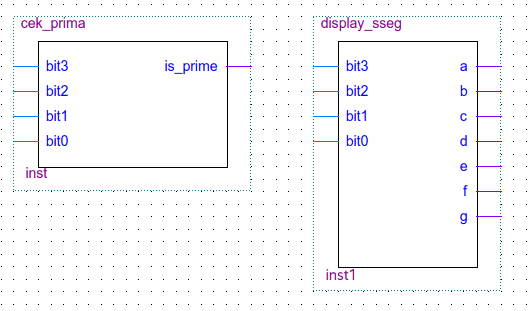 cek_prima
bit3
is_prime
bit2
bit1
bit0
inst
display_sseg
bit3
a
bit2
b
bit1
c
bit0
d
e
f
g
inst1